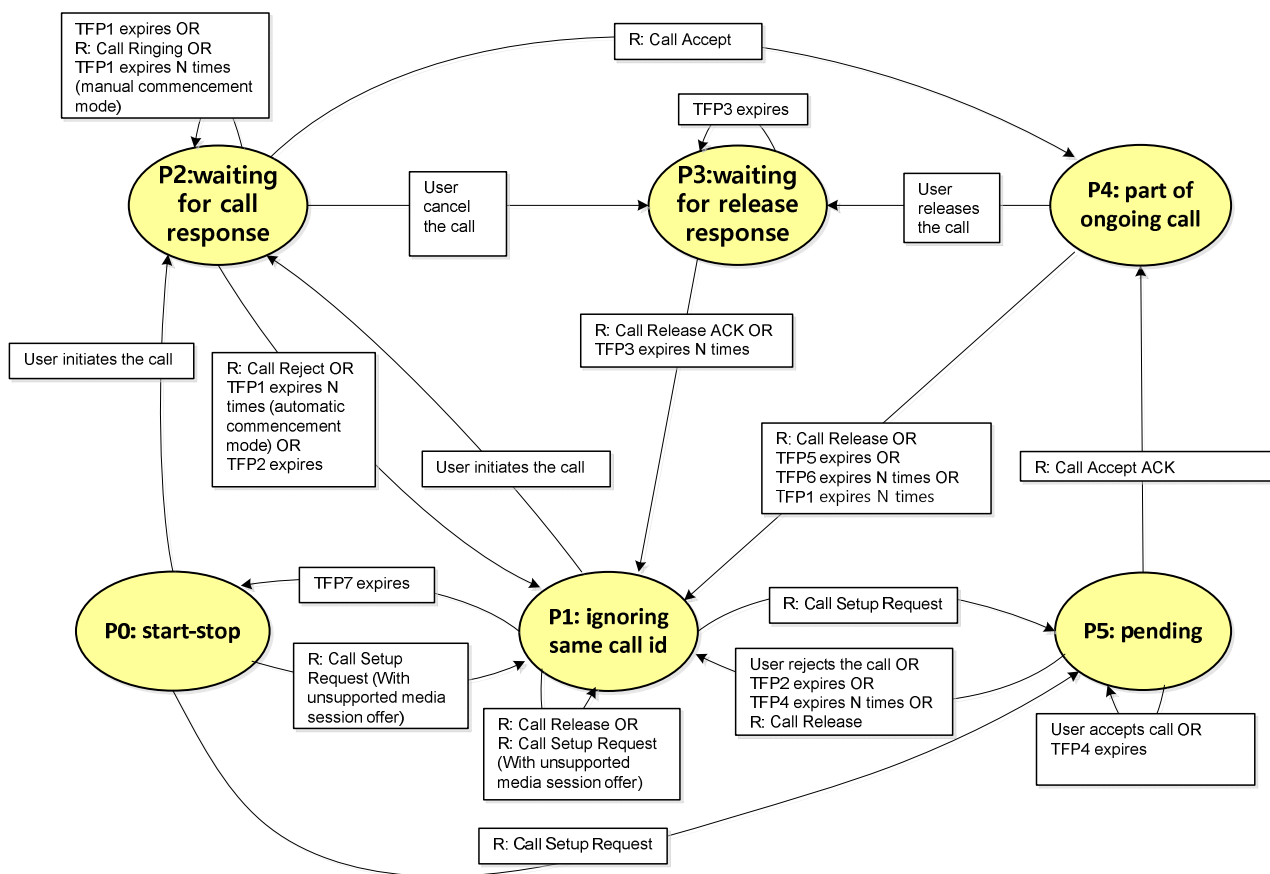 TFP1 expires OR
R: Call Ringing OR
TFP1 expires N times
(manual commencement
mode)
R: Call Accept
TFP3 expires
P2:waiting
for call
response
User
cancel
the call
P3:waiting
for release
response
User
releases
the call
P4: part of
ongoing call
User initiates the call
R: Call Reject OR
TFP1 expires N
times (automatic
commencement
mode) OR
TFP2 expires
R: Call Release ACK OR
TFP3 expires N times
User initiates the call
R: Call Release OR
TFP5 expires OR
TFP6 expires N times OR
TFP1 expires N times
R: Call Accept ACK
TFP7 expires
P0: start-stop
P1: ignoring
same call id
R: Call Setup Request
P5: pending
R: Call Setup
Request (With
unsupported media
session offer)
User rejects the call OR
TFP2 expires OR
TFP4 expires N times OR
R: Call Release
R: Call Release OR
R: Call Setup Request
(With unsupported
media session offer)
User accepts call OR
TFP4 expires
R: Call Setup Request